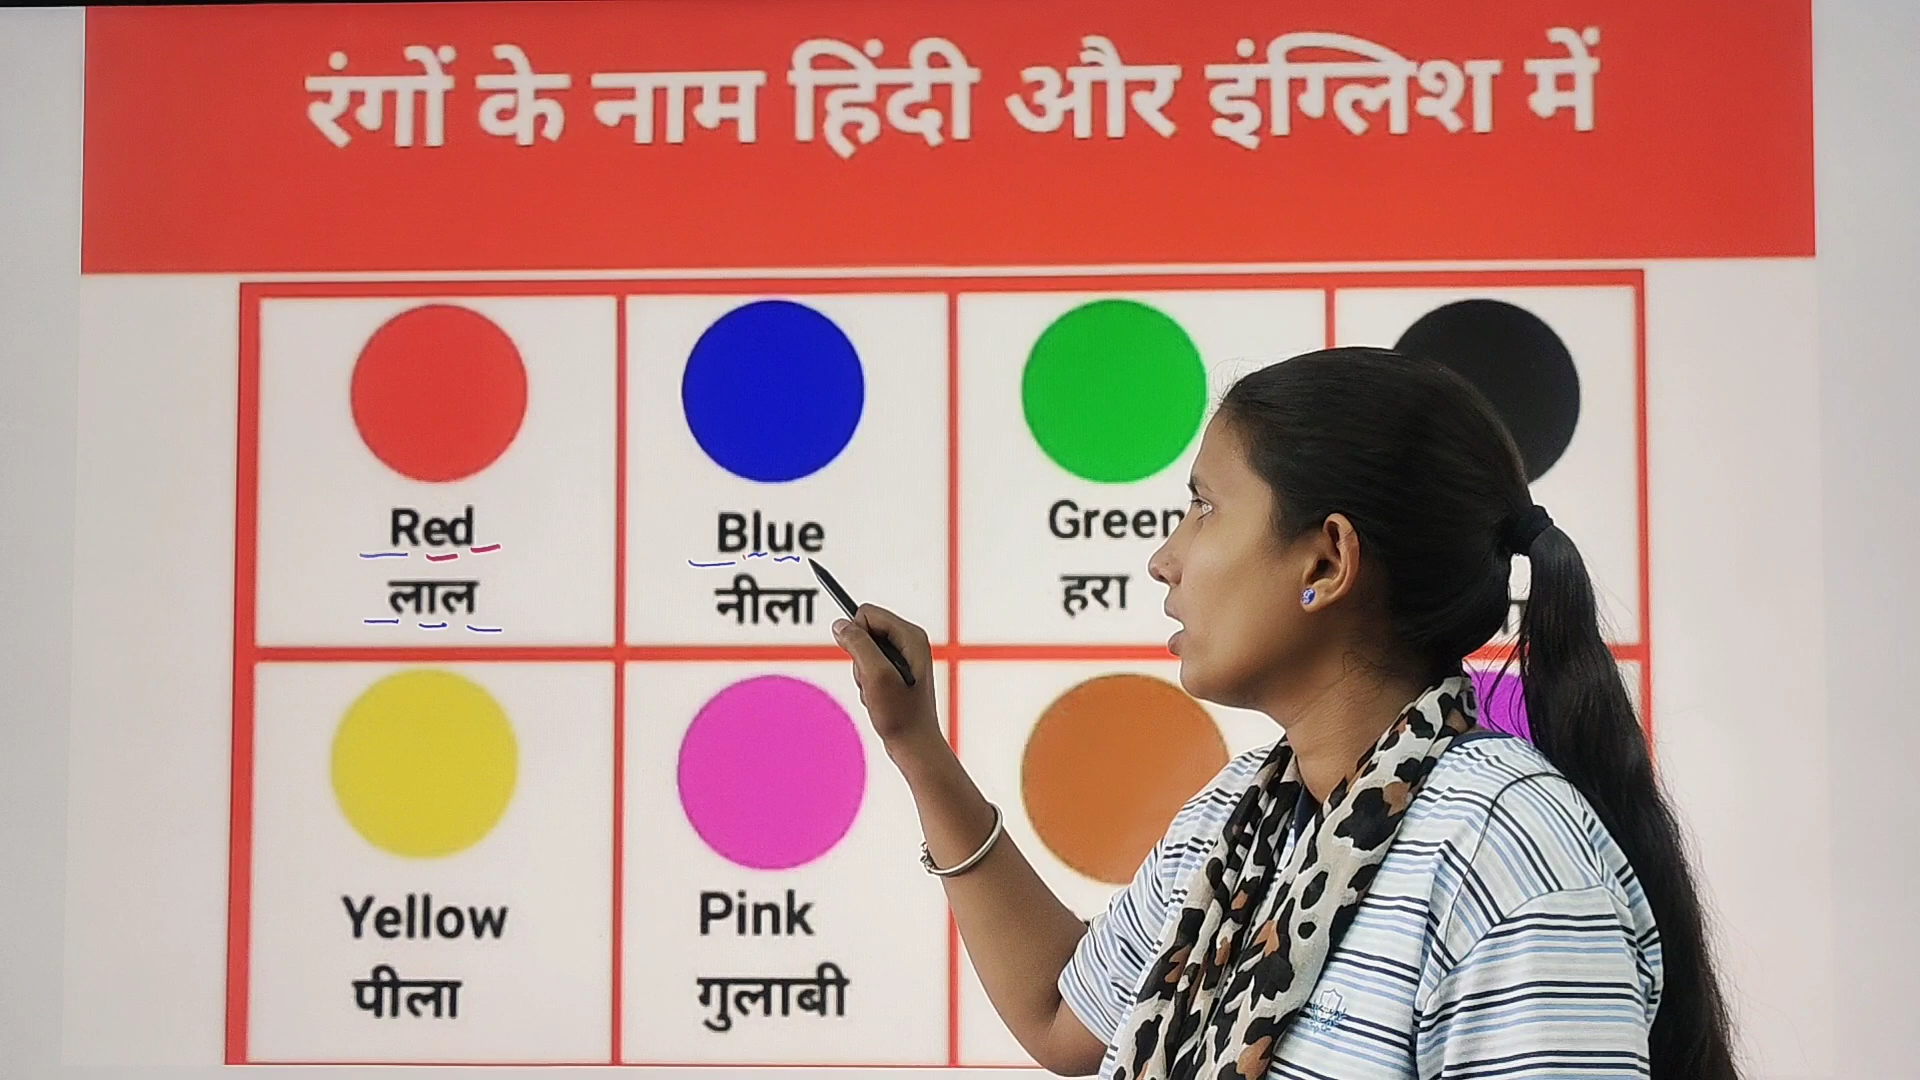 रंगों के नाम हिंदी और इंग्लिश में
Red
Blue
Green
लाल
नीला
हरा
Yellow
Pink
पीला
गुलाबी